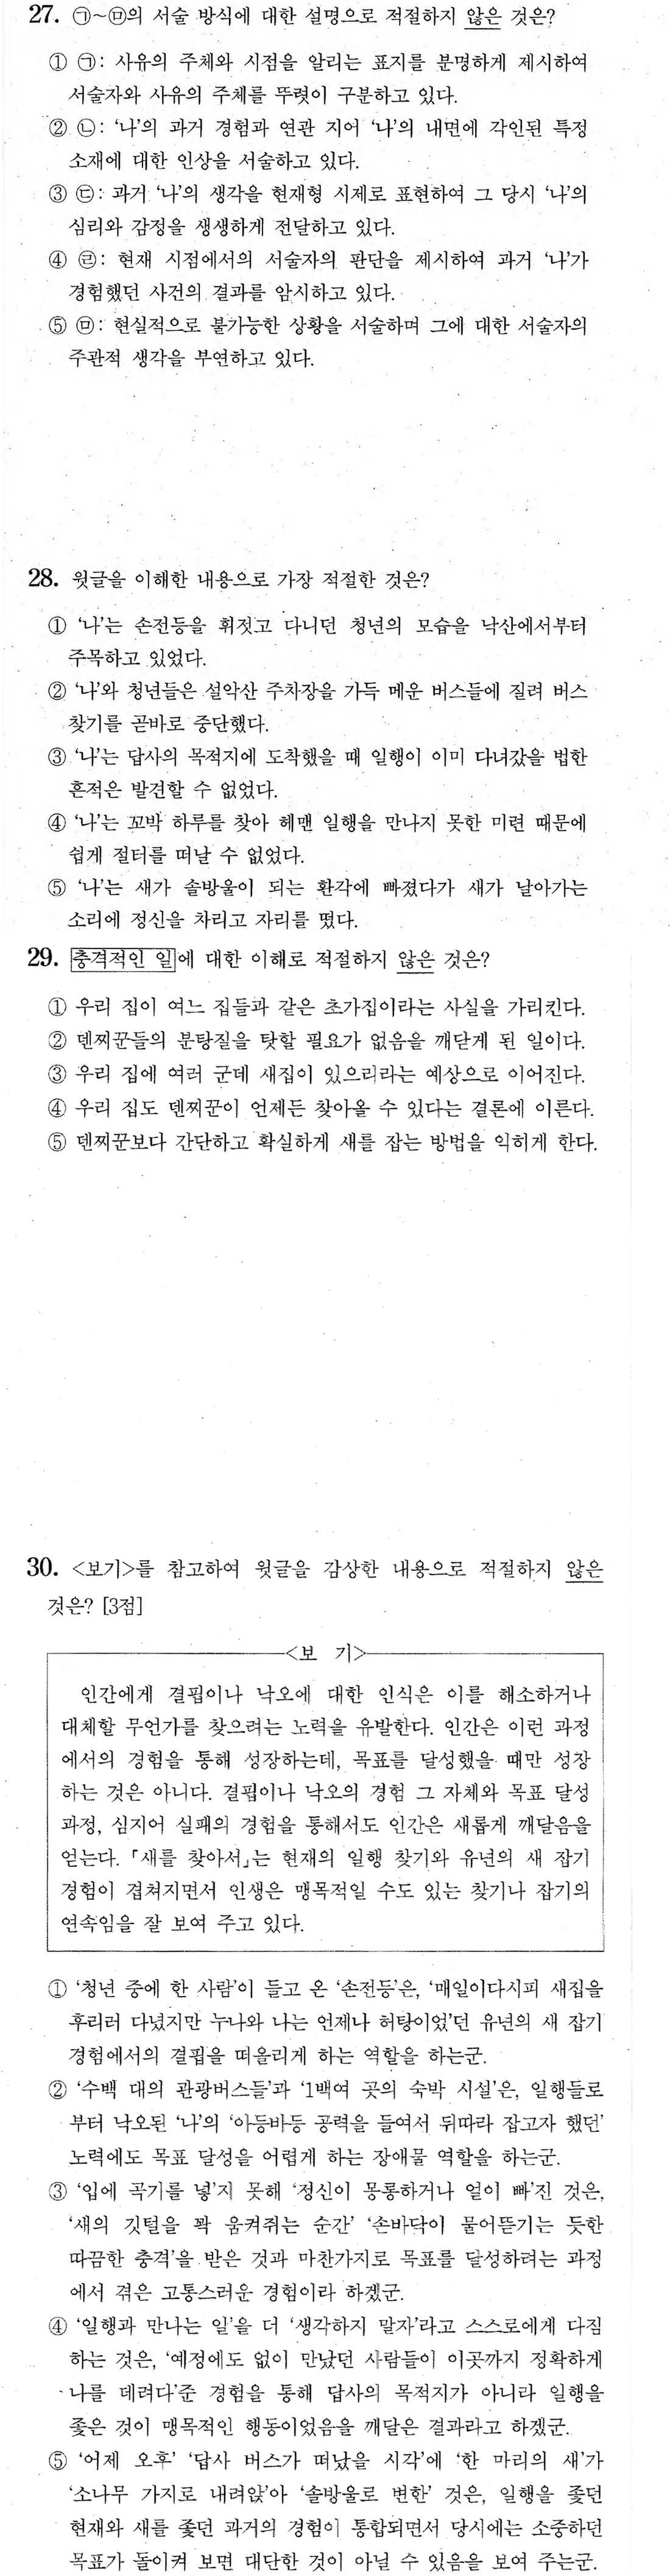 27. ㉠~㉤의 서술 방식에 대한 설명으로 적절하지 않은 것은?
① ㉠: 사유의 주체와 시점을 알리는 표지를 분명하게 제시하여
서술자와 사유의 주체를 뚜렷이 구분하고 있다.
② ㉡: ‘나’의 과거 경험과 연관 지어 ‘나’의 내면에 각인된 특정
소재에 대한 인상을 서술하고 있다.
③ ㉢: 과거 ‘나’의 생각을 현재형 시제로 표현하여 그 당시 ‘나’의
심리와 감정을 생생하게 전달하고 있다.
④ ㉣: 현재 시점에서의 서술자의 판단을 제시하여 과거 ‘나’가
경험했던 사건의 결과를 암시하고 있다.
⑤ ㉤: 현실적으로 불가능한 상황을 서술하며 그에 대한 서술자의
주관적 생각을 부연하고 있다.
28. 윗글을 이해한 내용으로 가장 적절한 것은?
① ‘나’는 손전등을 휘젓고 다니던 청년의 모습을 낙산에서부터
주목하고 있었다.
② ‘나’와 청년들은 설악산 주차장을 가득 메운 버스들에 질려 버스
찾기를 곧바로 중단했다.
③ ‘나’는 답사의 목적지에 도착했을 때 일행이 이미 다녀갔을 법한
흔적은 발견할 수 없었다.
④ ‘나’는 꼬박 하루를 찾아 헤맨 일행을 만나지 못한 미련 때문에
쉽게 절터를 떠날 수 없었다.
⑤ ‘나’는 새가 솔방울이 되는 환각에 빠졌다가 새가 날아가는
소리에 정신을 차리고 자리를 떴다.
29. 충격적인 일에 대한 이해로 적절하지 않은 것은?
① 우리 집이 여느 집들과 같은 초가집이라는 사실을 가리킨다.
② 덴찌꾼들의 분탕질을 탓할 필요가 없음을 깨닫게 된 일이다.
③ 우리 집에 여러 군데 새집이 있으리라는 예상으로 이어진다.
④ 우리 집도 덴찌꾼이 언제든 찾아올 수 있다는 결론에 이른다.
⑤ 덴찌꾼보다 간단하고 확실하게 새를 잡는 방법을 익히게 한다.
30. <보기>를 참고하여 윗글을 감상한 내용으로 적절하지 않은
것은? [3점]
<보 기>
인간에게 결핍이나 낙오에 대한 인식은 이를 해소하거나
대체할 무언가를 찾으려는 노력을 유발한다. 인간은 이런 과정
에서의 경험을 통해 성장하는데, 목표를 달성했을 때만 성장
하는 것은 아니다. 결핍이나 낙오의 경험 그 자체와 목표 달성
과정, 심지어 실패의 경험을 통해서도 인간은 새롭게 깨달음을
얻는다. 「새를 찾아서」는 현재의 일행 찾기와 유년의 새 잡기
경험이 겹쳐지면서 인생은 맹목적일 수도 있는 찾기나 잡기의
연속임을 잘 보여 주고 있다.
① ‘청년 중에 한 사람’이 들고 온 ‘손전등’은, ‘매일이다시피 새집을
후리러 다녔지만 누나와 나는 언제나 허탕이었’던 유년의 새 잡기
경험에서의 결핍을 떠올리게 하는 역할을 하는군.
② ‘수백 대의 관광버스들’과 ‘1백여 곳의 숙박 시설’은, 일행들로
부터 낙오된 ‘나’의 ‘아등바등 공력을 들여서 뒤따라 잡고자 했던’
노력에도 목표 달성을 어렵게 하는 장애물 역할을 하는군.
③ ‘입에 곡기를 넣’지 못해 ‘정신이 몽롱하거나 얼이 빠’진 것은,
‘새의 깃털을 꽉 움켜쥐는 순간’ ‘손바닥이 물어뜯기는 듯한
따끔한 충격’을 받은 것과 마찬가지로 목표를 달성하려는 과정
에서 겪은 고통스러운 경험이라 하겠군.
④ ‘일행과 만나는 일’을 더 ‘생각하지 말자’라고 스스로에게 다짐
하는 것은, ‘예정에도 없이 만났던 사람들이 이곳까지 정확하게
나를 데려다’준 경험을 통해 답사의 목적지가 아니라 일행을
좇은 것이 맹목적인 행동이었음을 깨달은 결과라고 하겠군.
⑤ ‘어제 오후’ ‘답사 버스가 떠났을 시각’에 ‘한 마리의 새’가
‘소나무 가지로 내려앉’아 ‘솔방울로 변한’ 것은, 일행을 좇던
현재와 새를 좇던 과거의 경험이 통합되면서 당시에는 소중하던
목표가 돌이켜 보면 대단한 것이 아닐 수 있음을 보여 주는군.